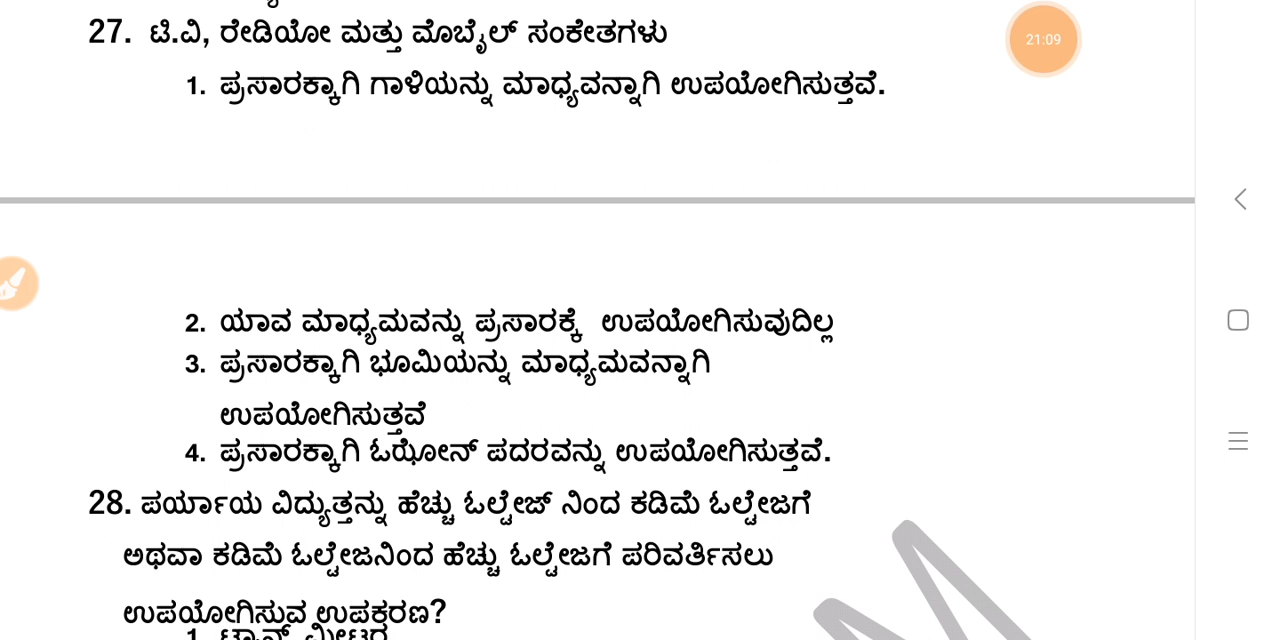 27. ಟಿ.ವಿ, ರೇಡಿಯೋ ಮತ್ತು ಮೊಬೈಲ್ ಸಂಕೇತಗಳು
21:09
1. ಪ್ರಸಾರಕ್ಕಾಗಿ ಗಾಳಿಯನ್ನು ಮಾಧ್ಯವನ್ನಾಗಿ ಉಪಯೋಗಿಸುತ್ತವೆ.
2. ಯಾವ ಮಾಧ್ಯಮವನ್ನು ಪ್ರಸಾರಕ್ಕೆ ಉಪಯೋಗಿಸುವುದಿಲ್ಲ
3. ಪ್ರಸಾರಕ್ಕಾಗಿ ಭೂಮಿಯನ್ನು ಮಾಧ್ಯಮವನ್ನಾಗಿ
ಉಪಯೋಗಿಸುತ್ತವೆ
4. ಪ್ರಸಾರಕ್ಕಾಗಿ ಓಝೋನ್ ಪದರವನ್ನು ಉಪಯೋಗಿಸುತ್ತವೆ.
28. ಪರ್ಯಾಯ ವಿದ್ಯುತ್ತನ್ನು ಹೆಚ್ಚು ಓಲ್ಟೇಜ್ ನಿಂದ ಕಡಿಮೆ ಓಲ್ಟೇಜಗೆ
ಅಥವಾ ಕಡಿಮೆ ಓಲ್ಟೇಜನಿಂದ ಹೆಚ್ಚು ಓಲ್ಟೇಜಗೆ ಪರಿವರ್ತಿಸಲು
ಉಪಯೋಗಿಸುವ ಉಪಕರಣ?